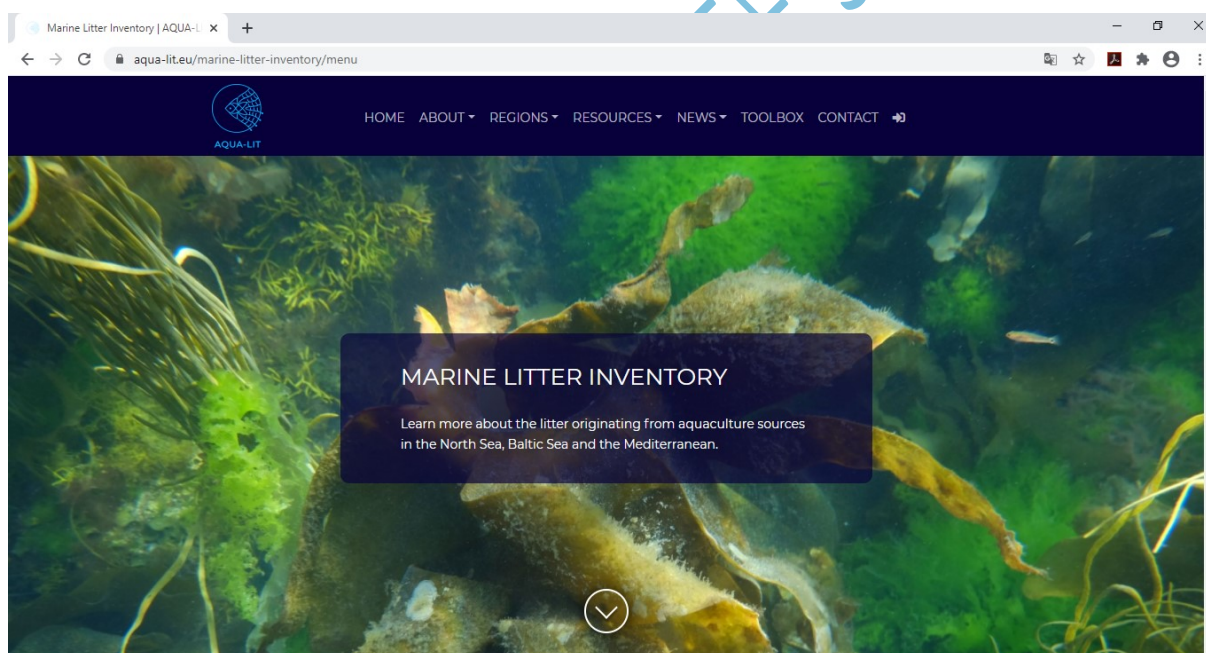 Marine Litter Inventory | AQUA-L
aqua-lit.eu/marine-litter-inventory/menu
AQUA-LIT
HOME ABOUT REGIONS RESOURCES NEWS TOOLBOX CONTACT
MARINE LITTER INVENTORY
Learn more about the litter originating from aquaculture sources
in the North Sea, Baltic Sea and the Mediterranean.